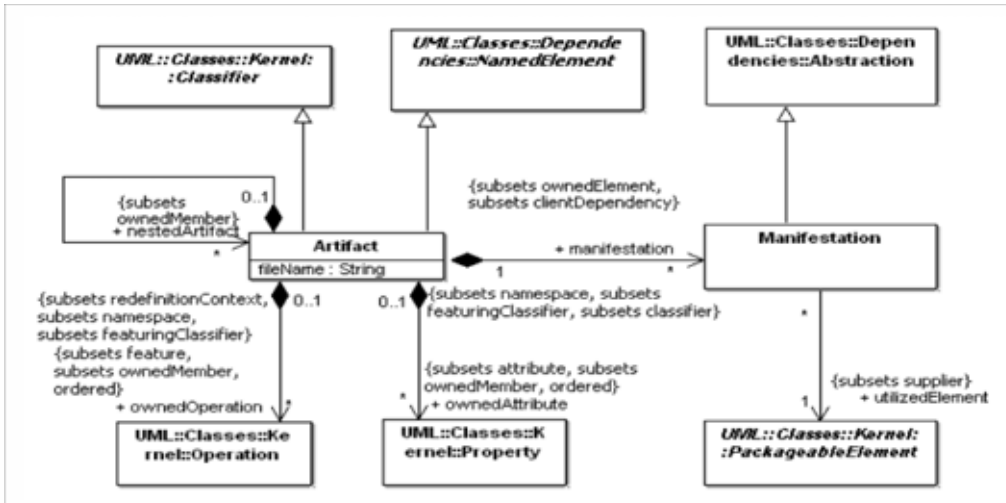 UML::Classes::Kernel:
:Classifier
UML::Classes::Depende
ncies::NamedElement
UML::Classes::Depen
dencies::Abstraction
{subsets
ownedMember}
+ nestedArtifact
0..1
*
{subsets ownedElement,
subsets clientDependency}
Artifact
fileName : String
1
+ manifestation
*
Manifestation
{subsets redefinitionContext,
subsets namespace,
subsets featuringClassifier}
0..1
{subsets feature,
subsets ownedMember,
ordered}
+ ownedOperation
*
0..1
{subsets namespace, subsets
featuringClassifier, subsets classifier}
{subsets attribute, subsets
ownedMember, ordered}
*
+ ownedAttribute
*
{subsets supplier}
1
+ utilizedElement
UML::Classes::Ke
rnel::Operation
UML::Classes::K
ernel::Property
UML::Classes::Kernel:
:PackageableElement